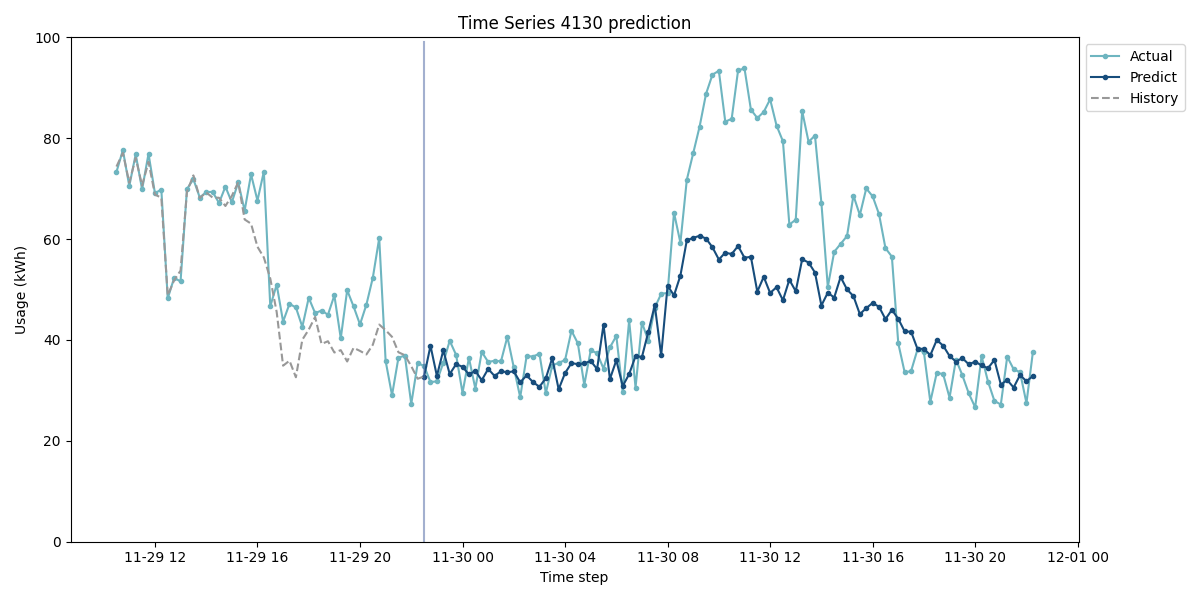 Time Series 4130 prediction
Usage (kWh)
100
80
60
40
20
0
11-29 12
11-29 16
11-29 20
11-30 00
11-30 04
11-30 08
11-30 12
11-30 16
11-30 20
12-01 00
Time step
Actual
Predict
History